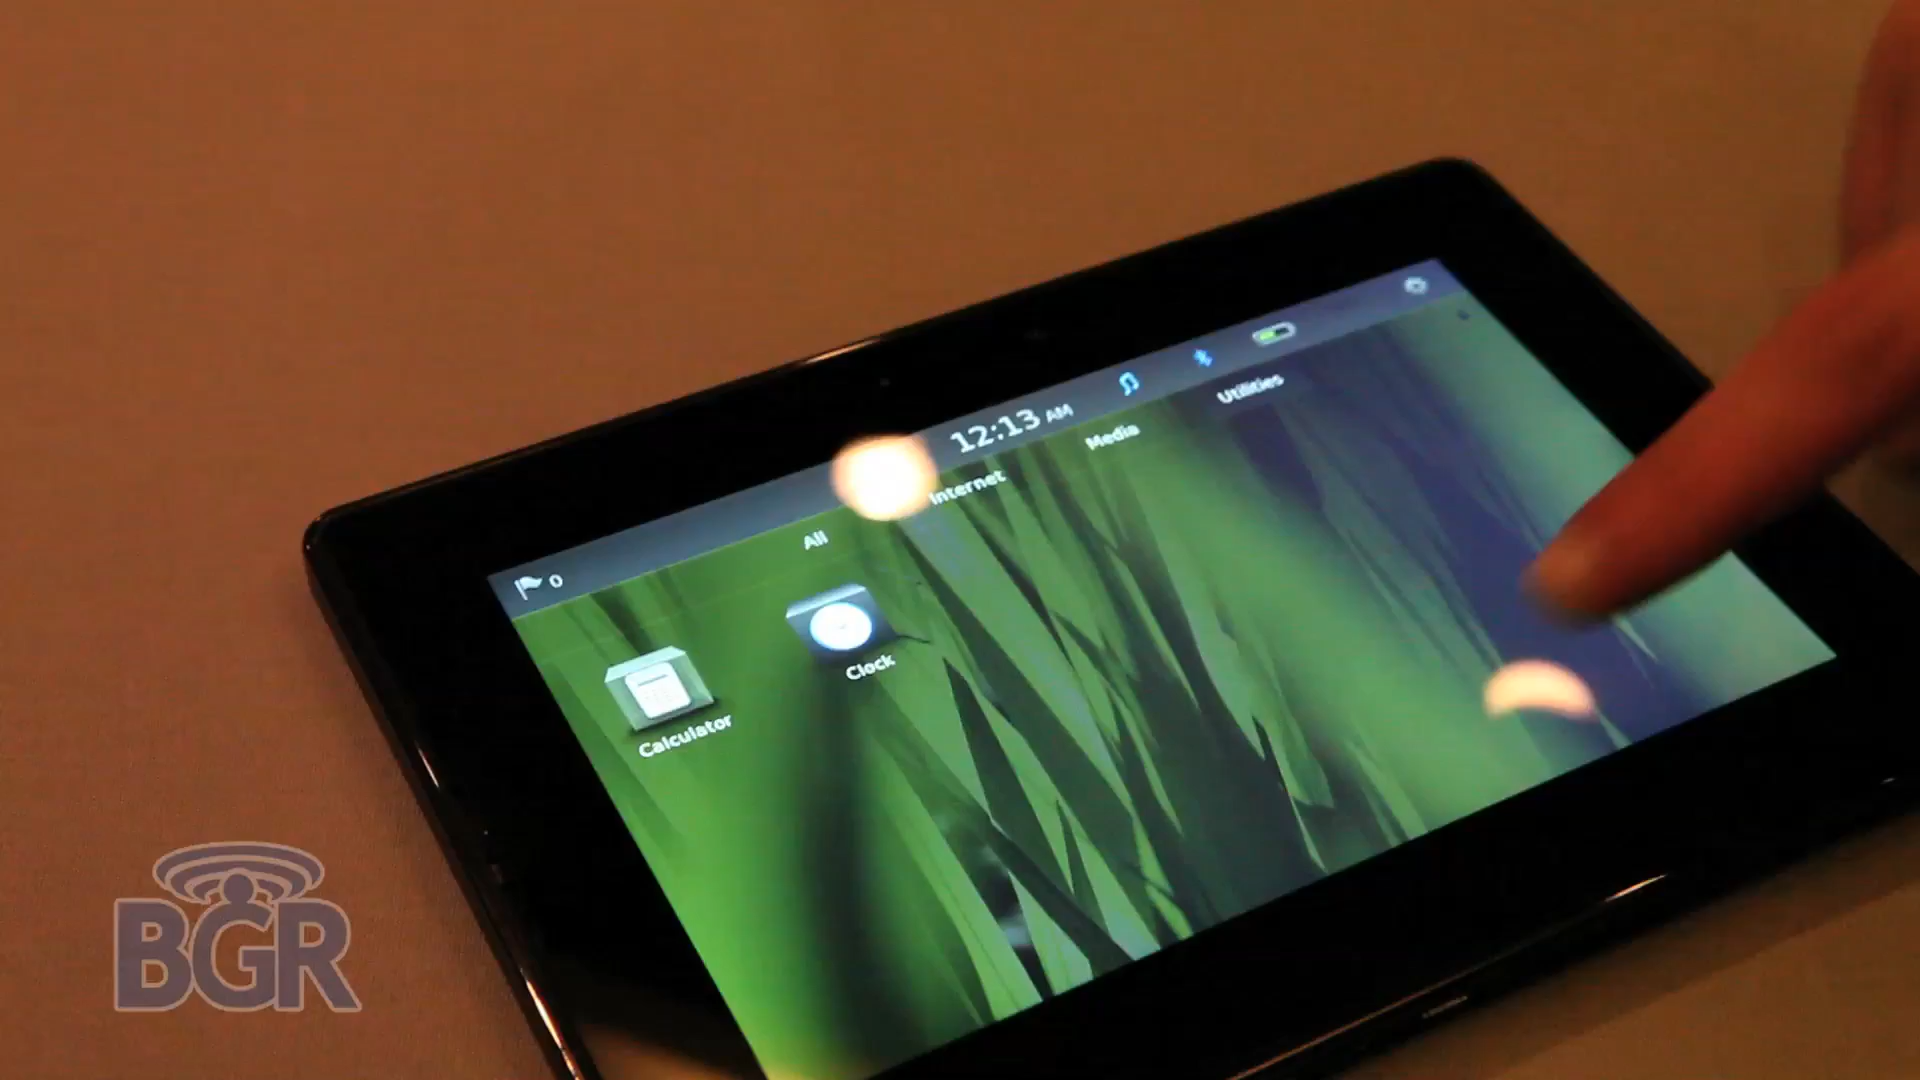 12:13 AM
0
All
Internet
Media
Utilities
Calculator
Clock
BGR